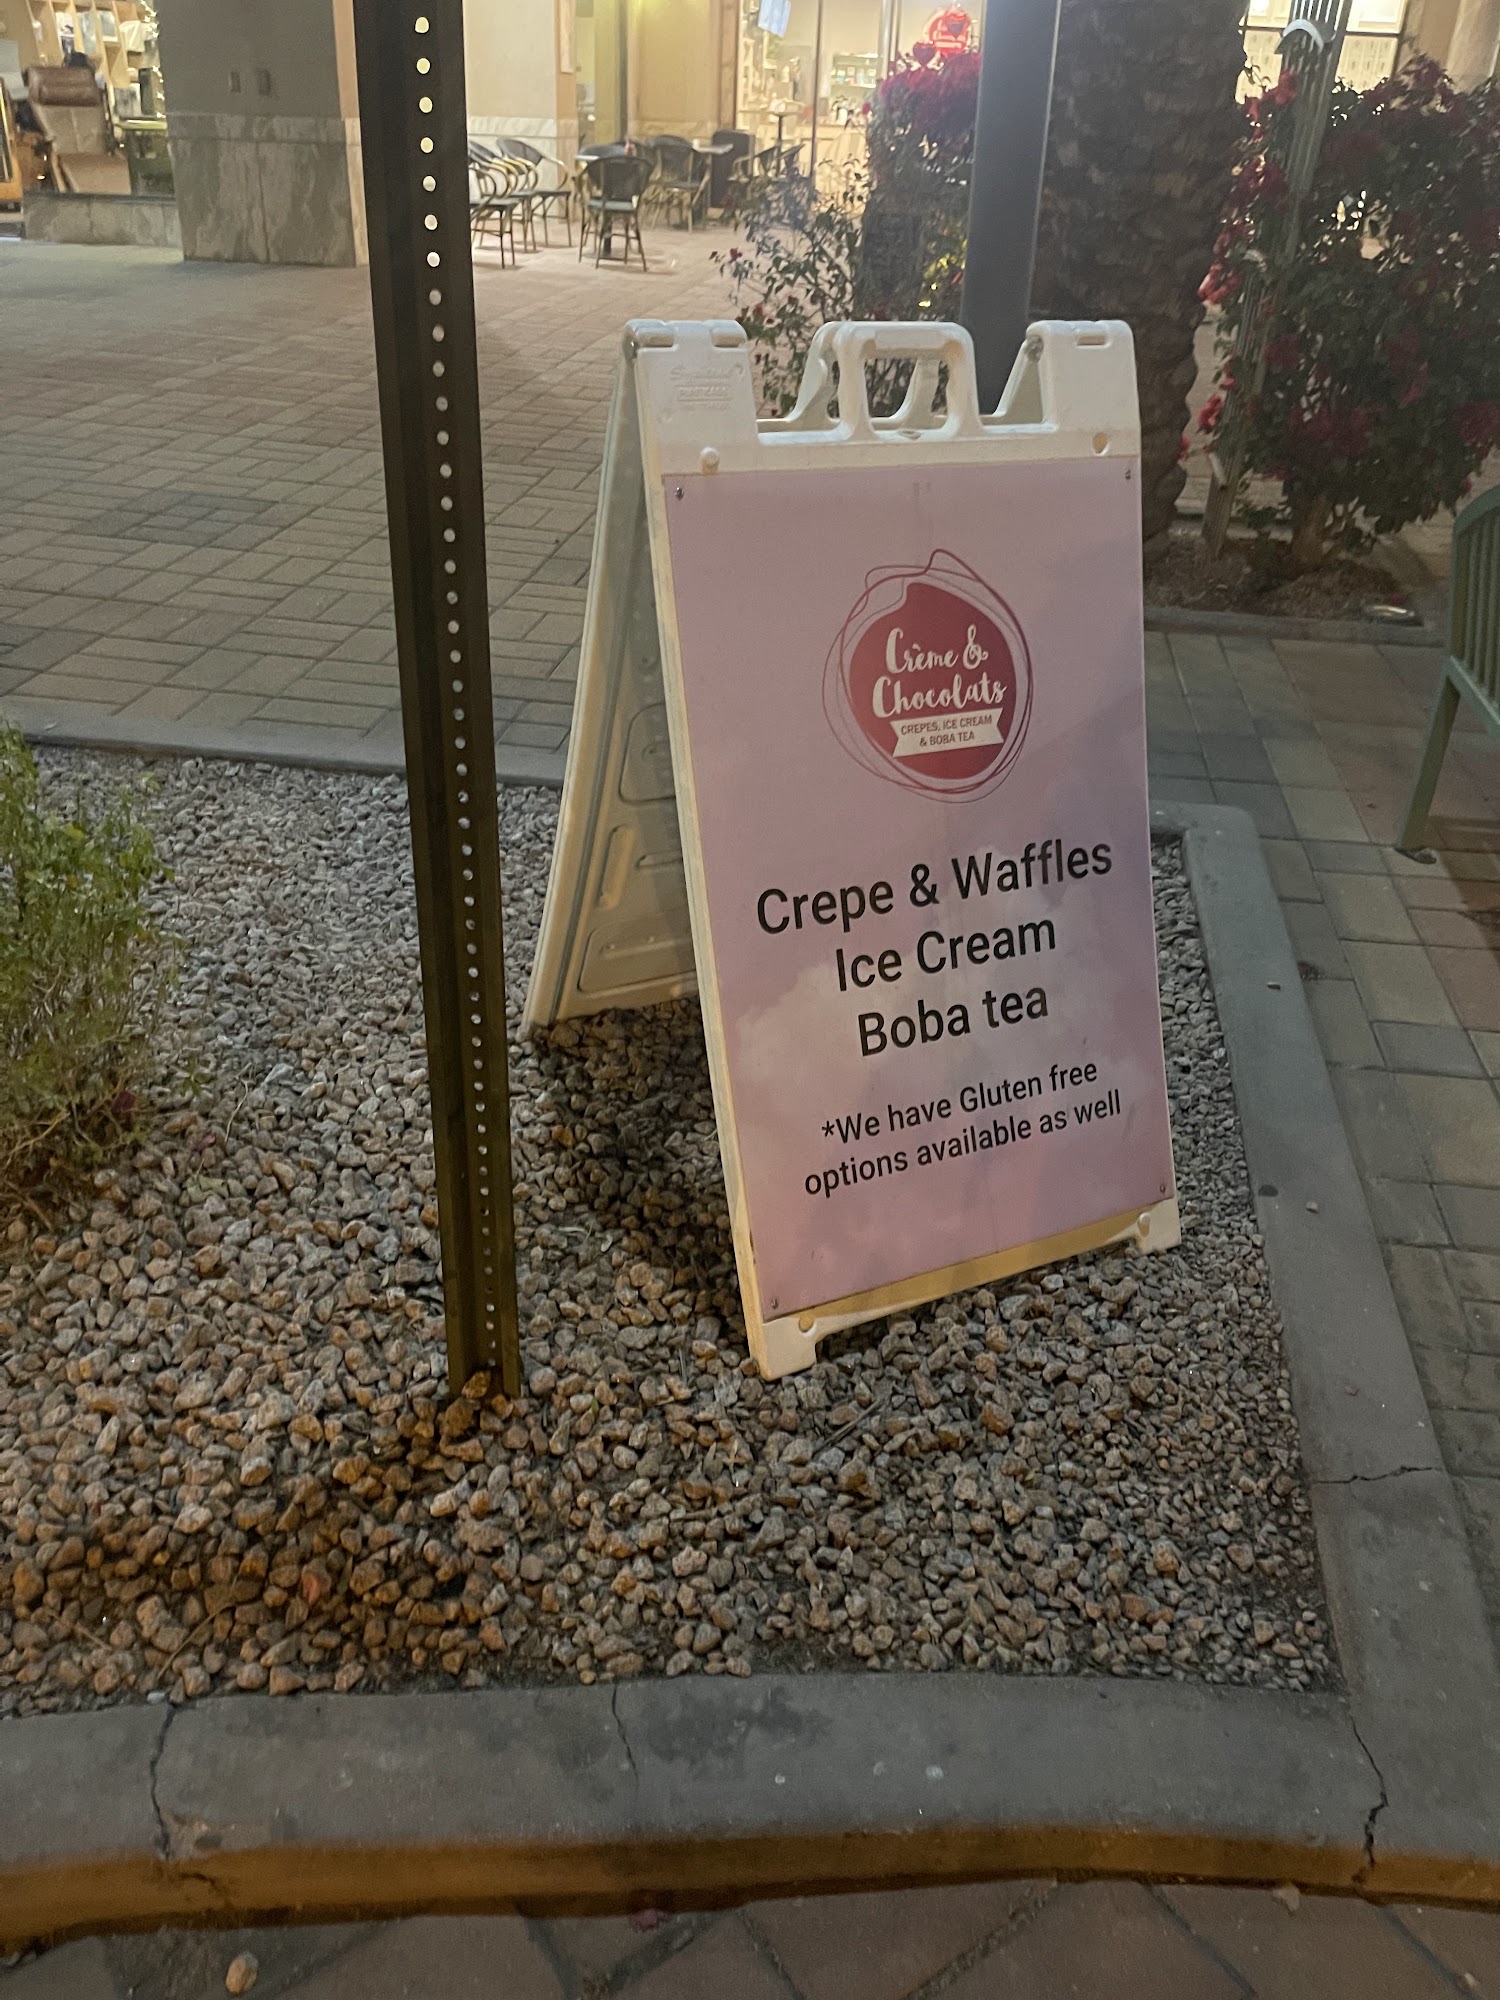 Crème &
Chocolats
CREPES, ICE CREAM
& BOBA TEA
Crepe & Waffles
Ice Cream
Boba tea
*We have Gluten free
options available as well